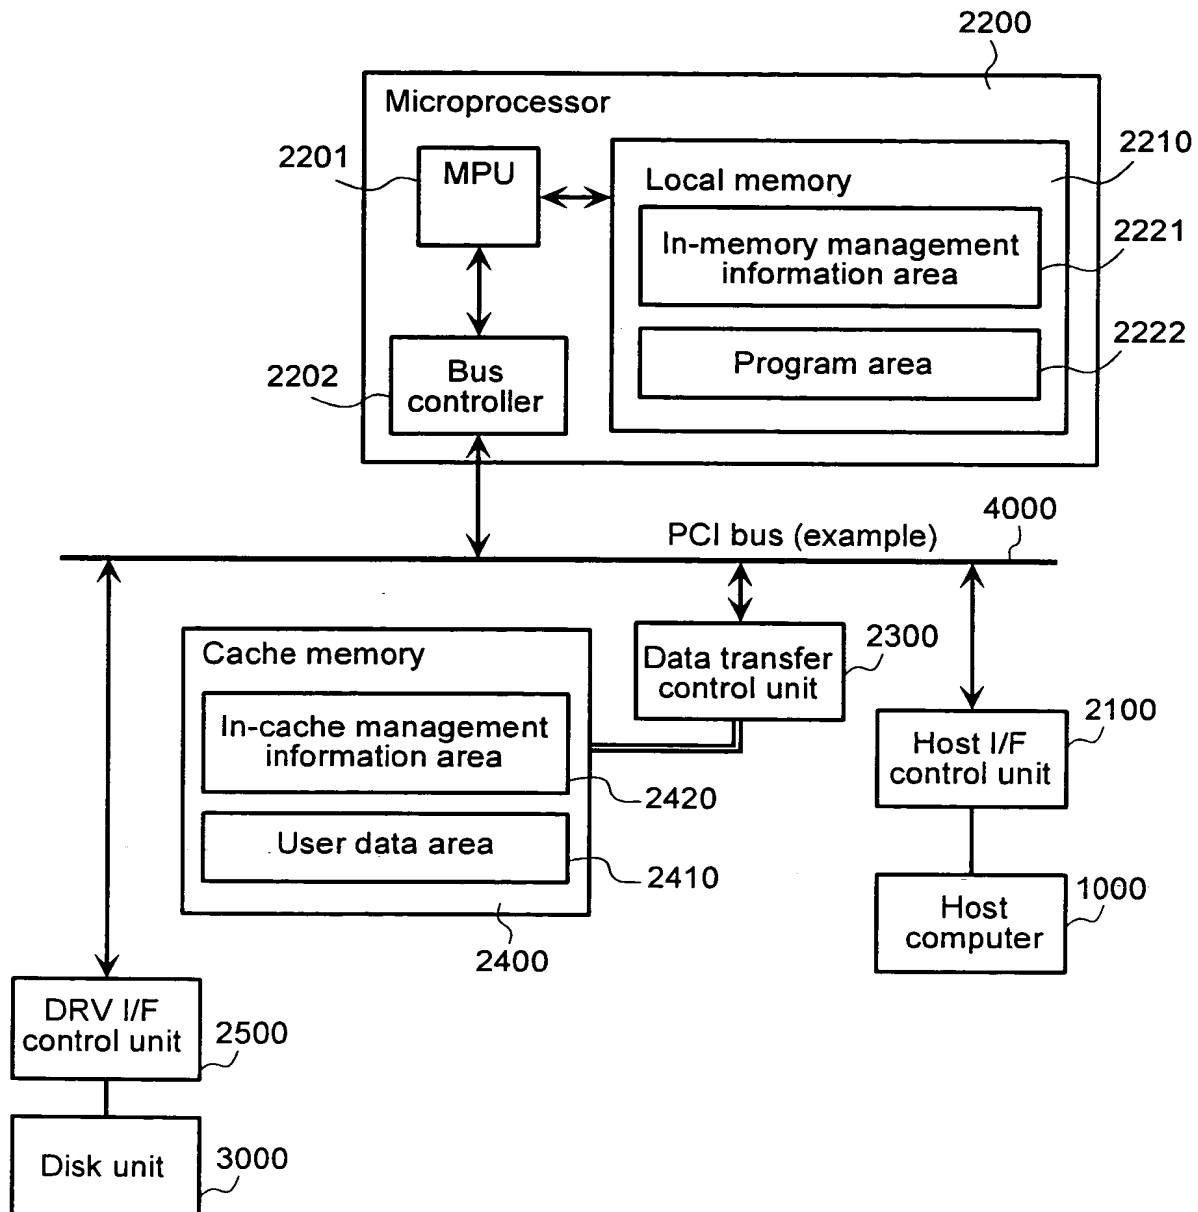 2200
Microprocessor
2201
MPU
2210
Local memory
In-memory management
information area
2221
2222
Program area
2202
Bus
controller
4000
PCI bus (example)
Cache memory
Data transfer
control unit
2300
In-cache management
information area
2420
2100
Host I/F
control unit
User data area
2410
1000
Host
computer
2400
DRV I/F
control unit
2500
Disk unit
3000